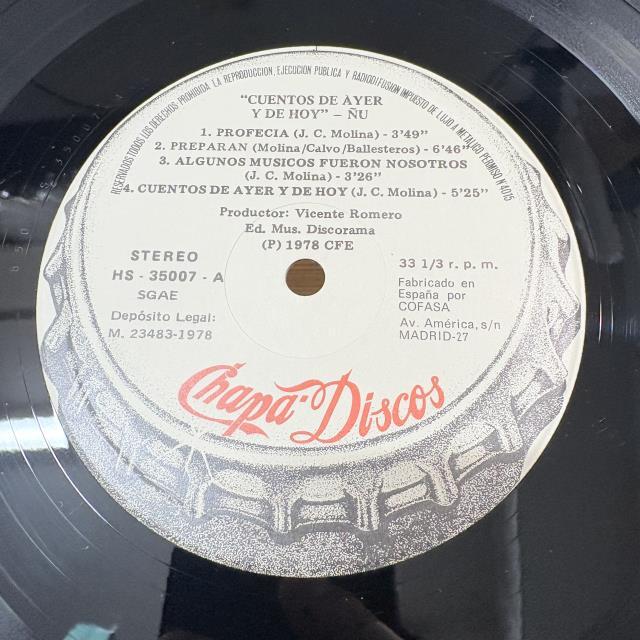 RESERVADOS TODOS LOS DERECHOS PROHIBIDA LA REPRODUCCION, EJECUCION PUBLICA Y RADIODIFUSION IMPUESTO DE LUJO A METALICO, PERMISO Nº 4015
"CUENTOS DE AYER
Y DE HOY" - ÑU
1. PROFECIA (J. C. Molina) - 3'49"
2. PREPARAN (Molina/Calvo/Ballesteros) - 6'46"
3. ALGUNOS MUSICOS FUERON NOSOTROS
(J. C. Molina) - 3'26"
4. CUENTOS DE AYER Y DE HOY (J. C. Molina) - 5'25"
Productor: Vicente Romero
Ed. Mus. Discorama
(P) 1978 CFE
STEREO
HS - 35007 - A
SGAE
Depósito Legal:
M. 23483-1978
33 1/3 r. p. m.
Fabricado en
España por
COFASA
Av. América, s/n
MADRID-27
Chapa-Discos